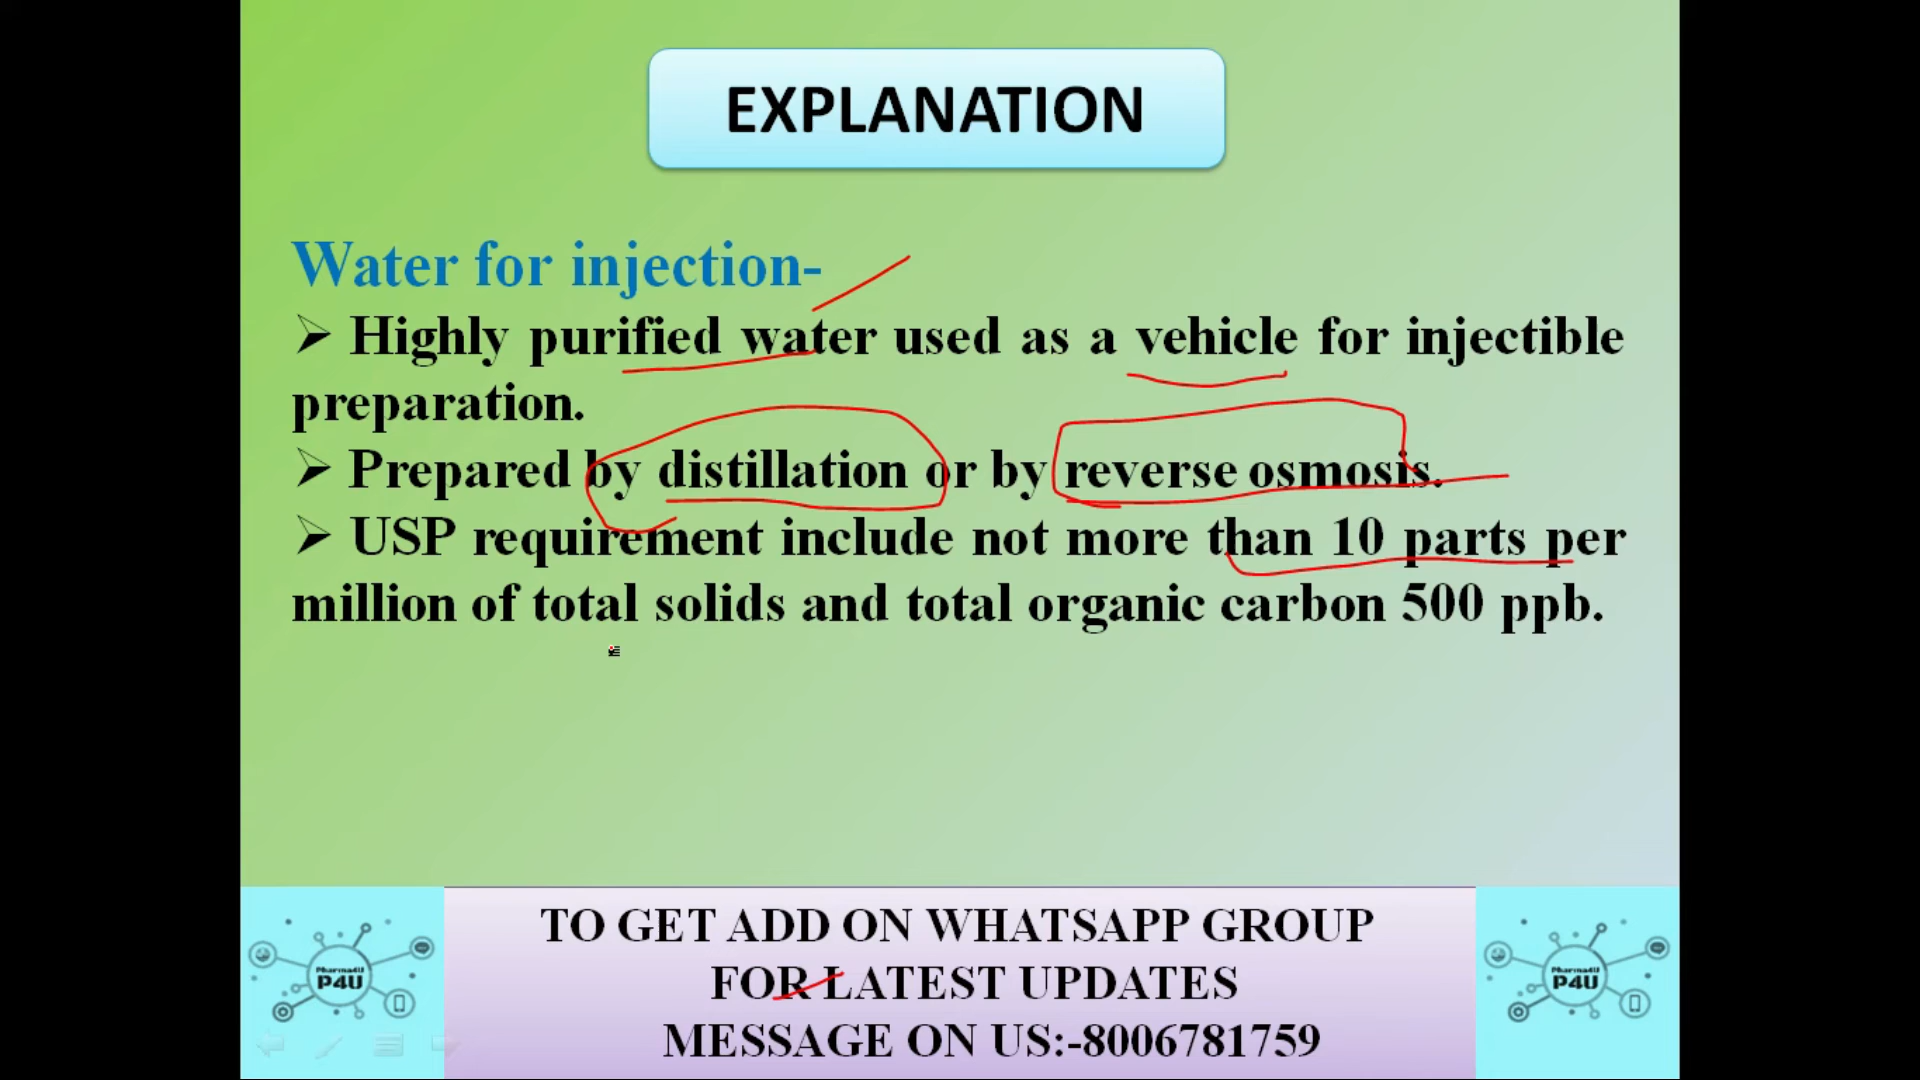 EXPLANATION
Water for injection-
➢ Highly purified water used as a vehicle for injectible
preparation.
➢ Prepared by distillation or by reverse osmosis.
➢ USP requirement include not more than 10 parts per
million of total solids and total organic carbon 500 ppb.
Pharma4U
P4U
TO GET ADD ON WHATSAPP GROUP
FOR LATEST UPDATES
MESSAGE ON US:-8006781759
Pharma4U
P4U